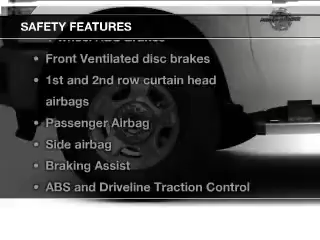 SAFETY FEATURES
• Front Ventilated disc brakes
• 1st and 2nd row curtain head
airbags
• Passenger Airbag
• Side airbag
• Braking Assist
• ABS and Driveline Traction Control